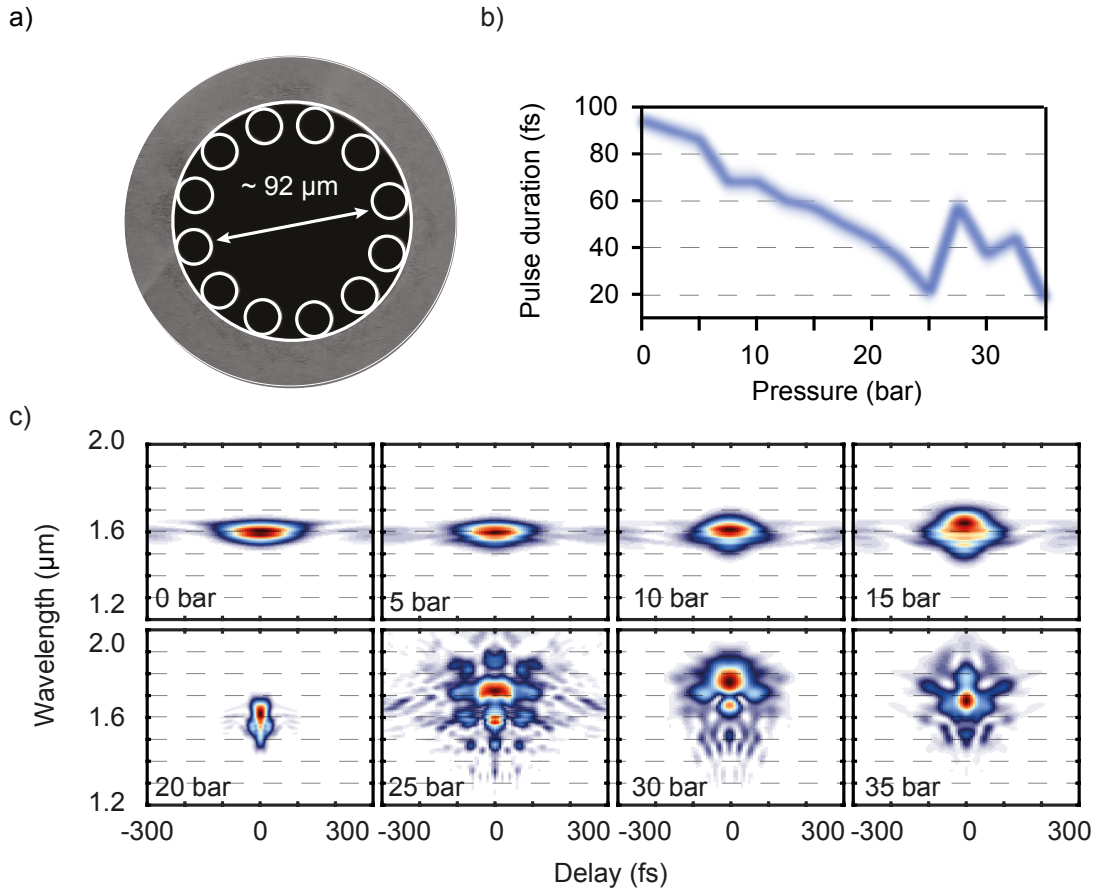 a)
~ 92 µm
b)
Pulse duration (fs)
100
80
60
40
20
0
10
20
30
Pressure (bar)
c)
Wavelength (µm)
2.0
1.6
1.2
0 bar
5 bar
10 bar
15 bar
2.0
1.6
1.2
20 bar
25 bar
30 bar
35 bar
-300 0 300 -300 0 300 -300 0 300 -300 0 300
Delay (fs)